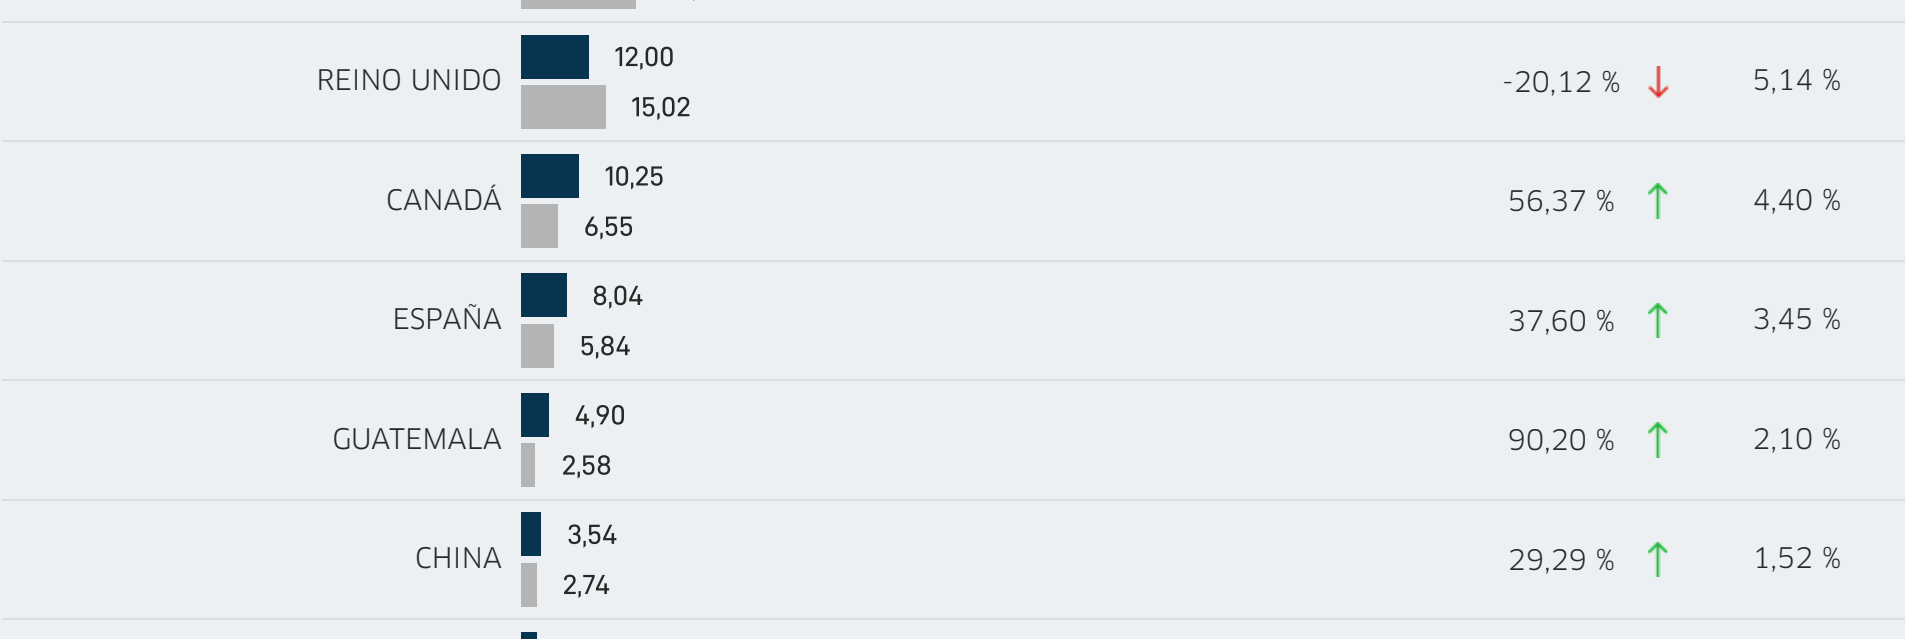 REINO UNIDO 12,00 -20,12 % 5,14 %
15,02
CANADÁ 10,25 56,37 % 4,40 %
6,55
ESPAÑA 8,04 37,60 % 3,45 %
5,84
GUATEMALA 4,90 90,20 % 2,10 %
2,58
CHINA 3,54 29,29 % 1,52 %
2,74